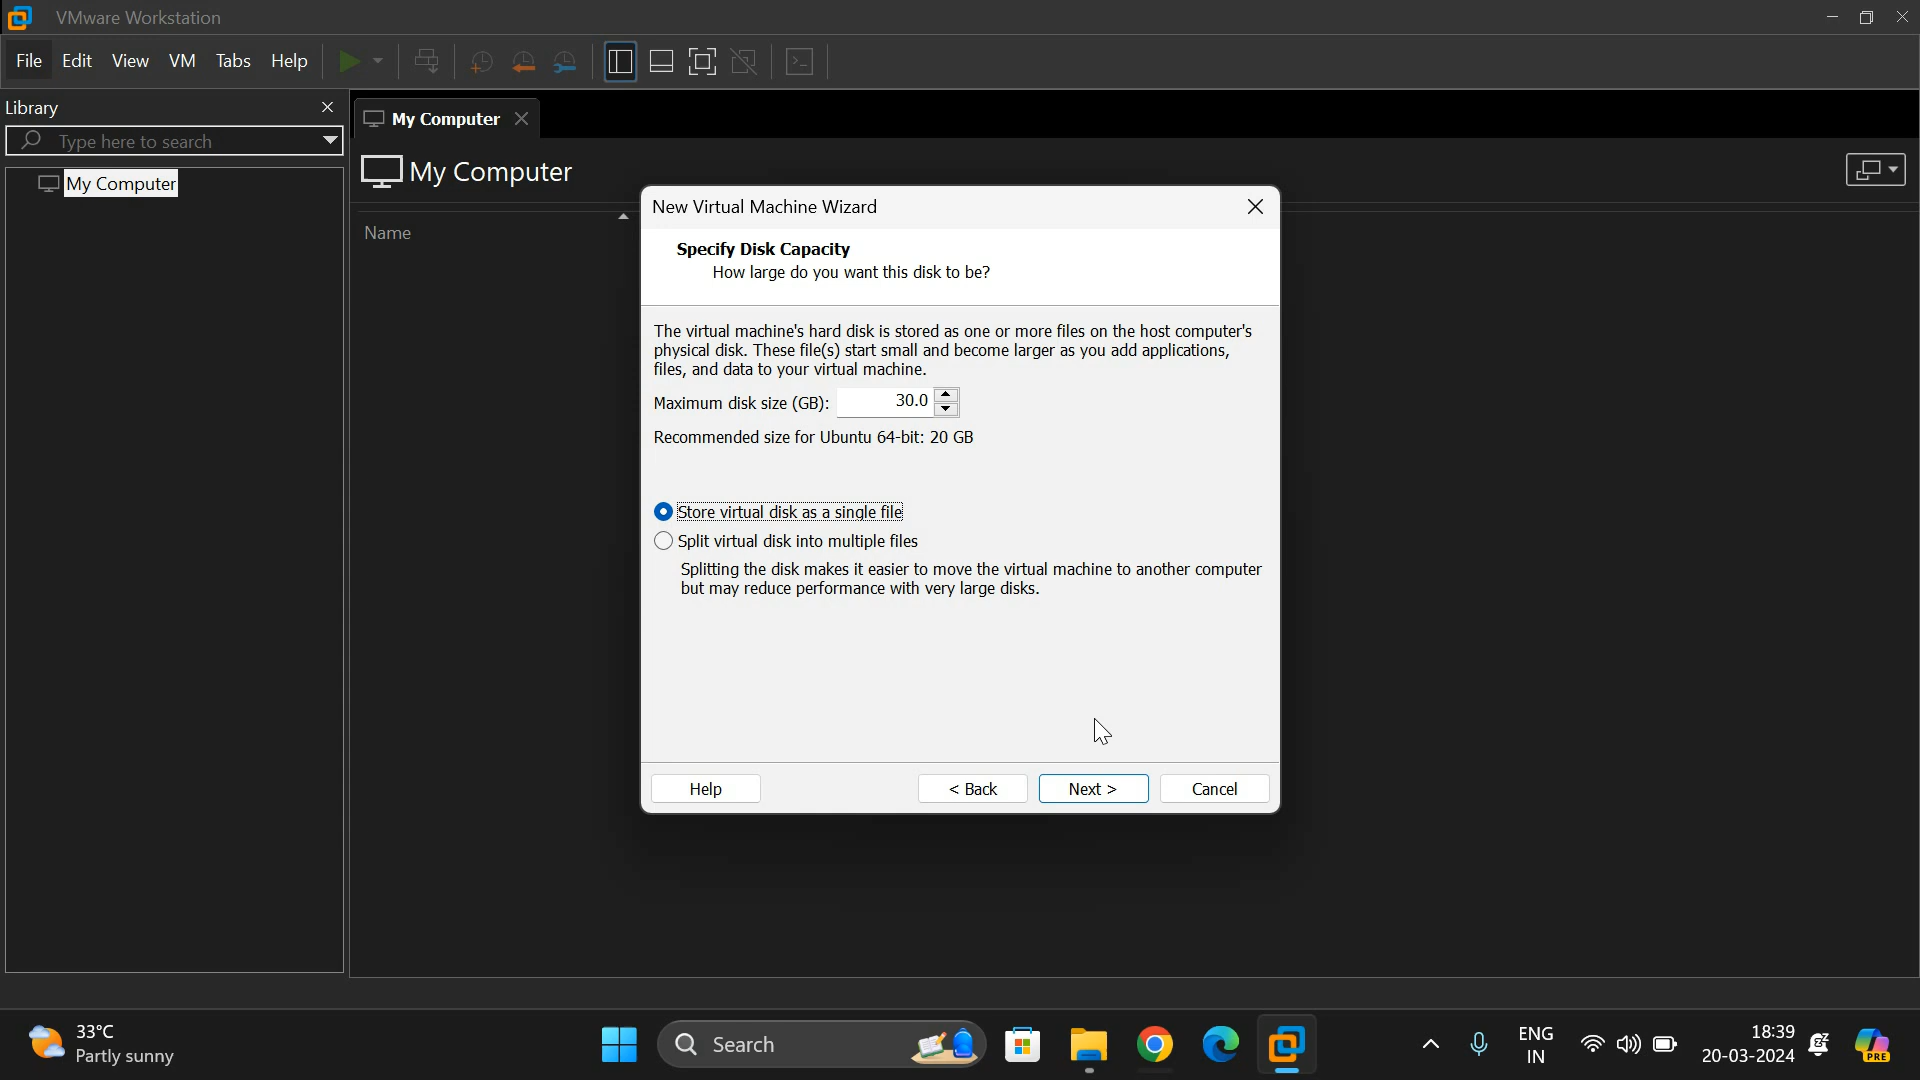 VMware Workstation
File Edit View VM Tabs Help
Library
Type here to search
My Computer
My Computer
My Computer
Name
New Virtual Machine Wizard
Specify Disk Capacity
How large do you want this disk to be?
The virtual machine's hard disk is stored as one or more files on the host computer's
physical disk. These file(s) start small and become larger as you add applications,
files, and data to your virtual machine.
Maximum disk size (GB): 30.0
Recommended size for Ubuntu 64-bit: 20 GB
Store virtual disk as a single file
Split virtual disk into multiple files
Splitting the disk makes it easier to move the virtual machine to another computer
but may reduce performance with very large disks.
Help < Back Next > Cancel
33°C
Partly sunny
Search
ENG
IN
18:39
20-03-2024
PRE